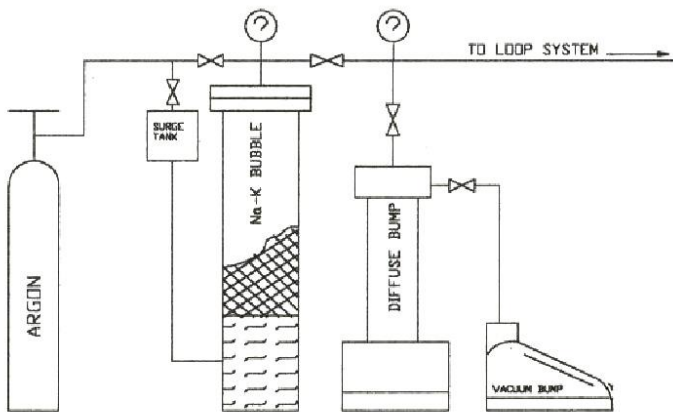 TO LOOP SYSTEM
SURGE
TANK
Na-K BUBBLE
DIFFUSE BUMP
ARGON
VACUUM BUMP